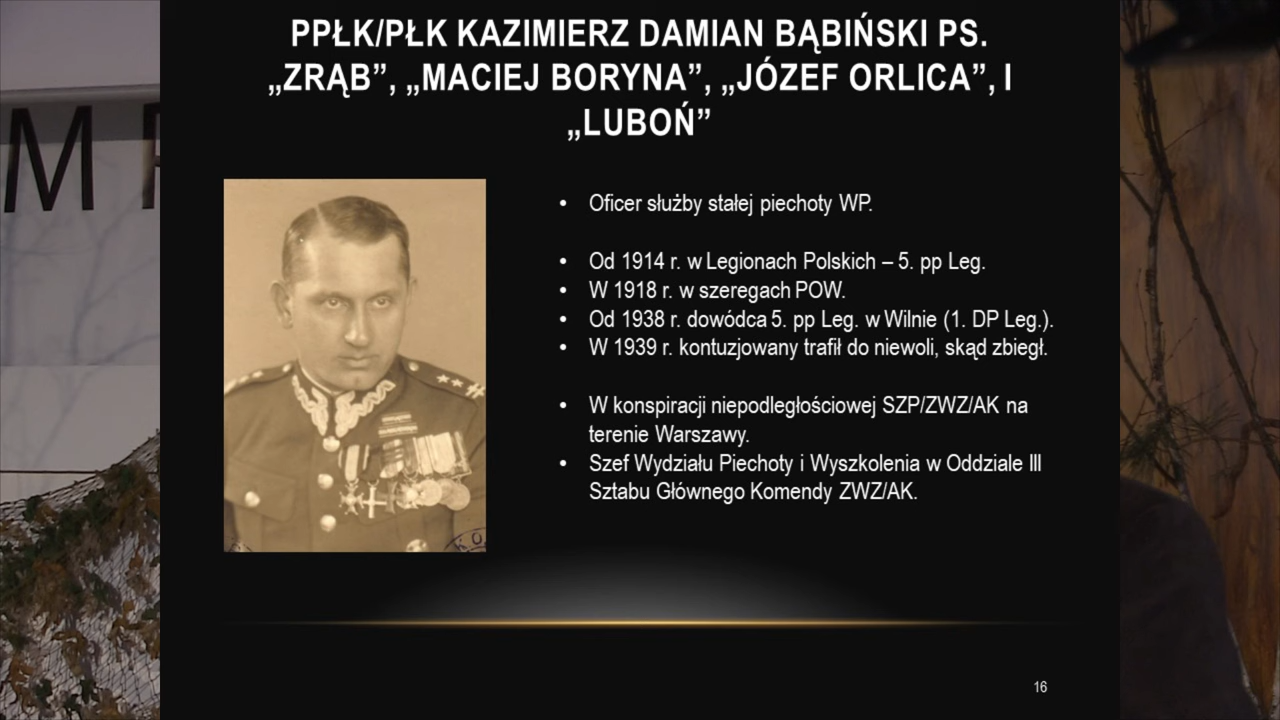 PPŁK/PŁK KAZIMIERZ DAMIAN BĄBIŃSKI PS.
„ZRĄB”, „MACIEJ BORYNA”, „JÓZEF ORLICA”, I
„LUBOŃ”
• Oficer służby stałej piechoty WP.
• Od 1914 r. w Legionach Polskich – 5. pp Leg.
• W 1918 r. w szeregach POW.
• Od 1938 r. dowódca 5. pp Leg. w Wilnie (1. DP Leg.).
• W 1939 r. kontuzjowany trafił do niewoli, skąd zbiegł.
• W konspiracji niepodległościowej SZP/ZWZ/AK na
terenie Warszawy.
• Szef Wydziału Piechoty i Wyszkolenia w Oddziale III
Sztabu Głównego Komendy ZWZ/AK.
16